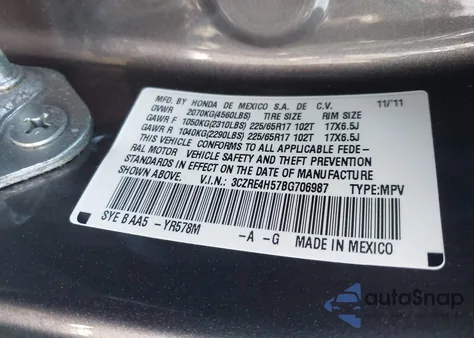 MFD. BY HONDA DE MEXICO S.A. DE C.V. 11/'11
GVWR 2070KG(4560LBS) TIRE SIZE RIM SIZE
GAWR F 1050KG(2310LBS) 225/65R17 102T 17X6.5J
GAWR R 1040KG(2290LBS) 225/65R17 102T 17X6.5J
THIS VEHICLE CONFORMS TO ALL APPLICABLE FEDE-
RAL MOTOR VEHICLE SAFETY AND THEFT PREVENTION
STANDARDS IN EFFECT ON THE DATE OF MANUFACTURE
SHOWN ABOVE. V.I.N.: 3CZRE4H57BG706987 TYPE:MPV
SYE B AA5 -YR578M -A -G MADE IN MEXICO
autoSnap